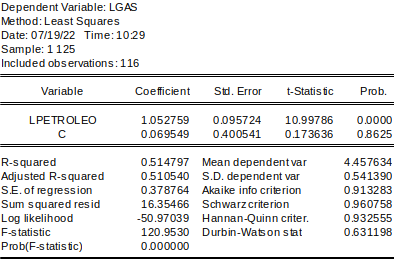 Dependent Variable: LGAS
Method: Least Squares
Date: 07/19/22 Time: 10:29
Sample: 1 125
Included observations: 116
Variable Coefficient Std. Error t-Statistic Prob.
LPETROLEO 1.052759 0.095724 10.99786 0.0000
C 0.069549 0.400541 0.173636 0.8625
R-squared 0.514797 Mean dependent var 4.457634
Adjusted R-squared 0.510540 S.D. dependent var 0.541390
S.E. of regression 0.378764 Akaike info criterion 0.913283
Sum squared resid 16.35466 Schwarz criterion 0.960758
Log likelihood -50.97039 Hannan-Quinn criter. 0.932555
F-statistic 120.9530 Durbin-Watson stat 0.631198
Prob(F-statistic) 0.000000